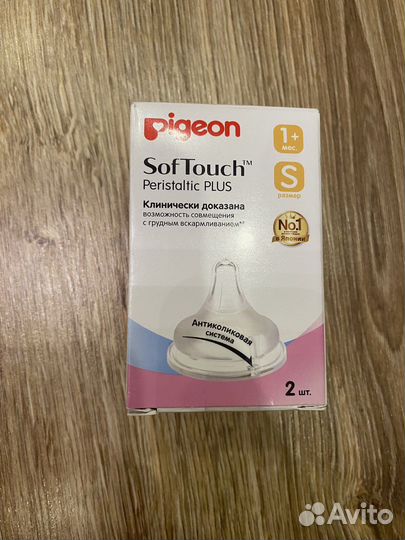 pigeon
1+
мес.
SofTouch™
Peristaltic PLUS
S
размер
Клинически доказана
возможность совмещения
с грудным вскармливанием*
No.1
в Японии
Антиколиковая
система
2 шт.
Avito